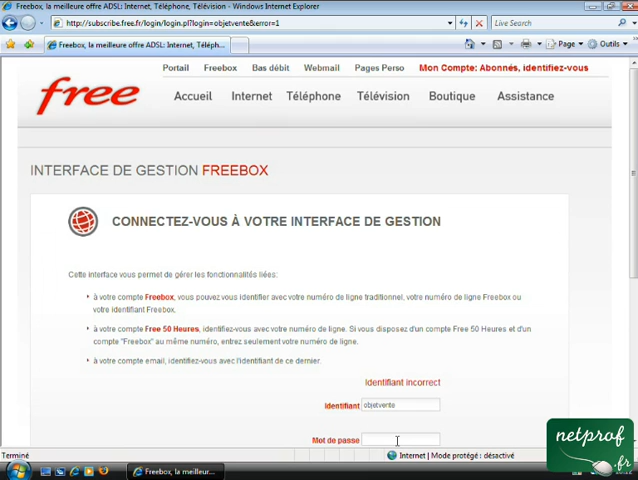 Freebox, la meilleure offre ADSL: Internet, Téléphone, Télévision - Windows Internet Explorer
http://subscribe.free.fr/login/login.pl?login=objetvente&error=1
Live Search
Freebox, la meilleure offre ADSL: Internet, Téléph...
Page
Outils
Portail Freebox Bas débit Webmail Pages Perso Mon Compte: Abonnés, identifiez-vous
free
Accueil Internet Téléphone Télévision Boutique Assistance
INTERFACE DE GESTION FREEBOX
CONNECTEZ-VOUS À VOTRE INTERFACE DE GESTION
Cette interface vous permet de gérer les fonctionnalités liées:
à votre compte Freebox, vous pouvez vous identifier avec votre numéro de ligne traditionnel, votre numéro de ligne Freebox ou
votre identifiant Freebox.
à votre compte Free 50 Heures, identifiez-vous avec votre numéro de ligne. Si vous disposez d'un compte Free 50 Heures et d'un
compte "Freebox" au même numéro, entrez seulement votre numéro de ligne.
à votre compte email, identifiez-vous avec l'identifiant de ce dernier.
Identifiant incorrect
Identifiant objetvente
Mot de passe
Terminé
Internet | Mode protégé : désactivé
Freebox, la meilleur...
netprof
.fr